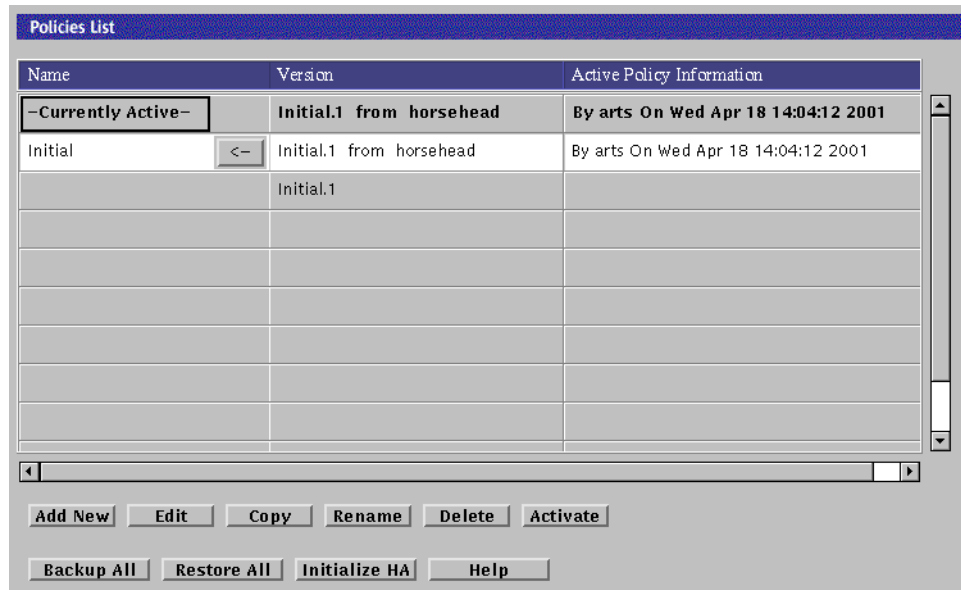 Policies List
Name Version Active Policy Information
-Currently Active- Initial.1 from horsehead By arts On Wed Apr 18 14:04:12 2001
Initial <- Initial.1 from horsehead By arts On Wed Apr 18 14:04:12 2001
Initial.1
Add New Edit Copy Rename Delete Activate
Backup All Restore All Initialize HA Help